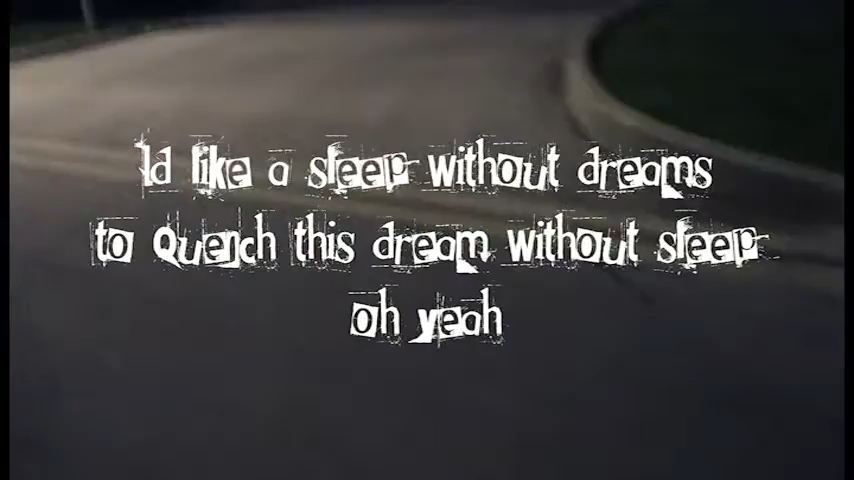 Id like a sleep without dreams
to Quench this dream without sleep
oh yeah